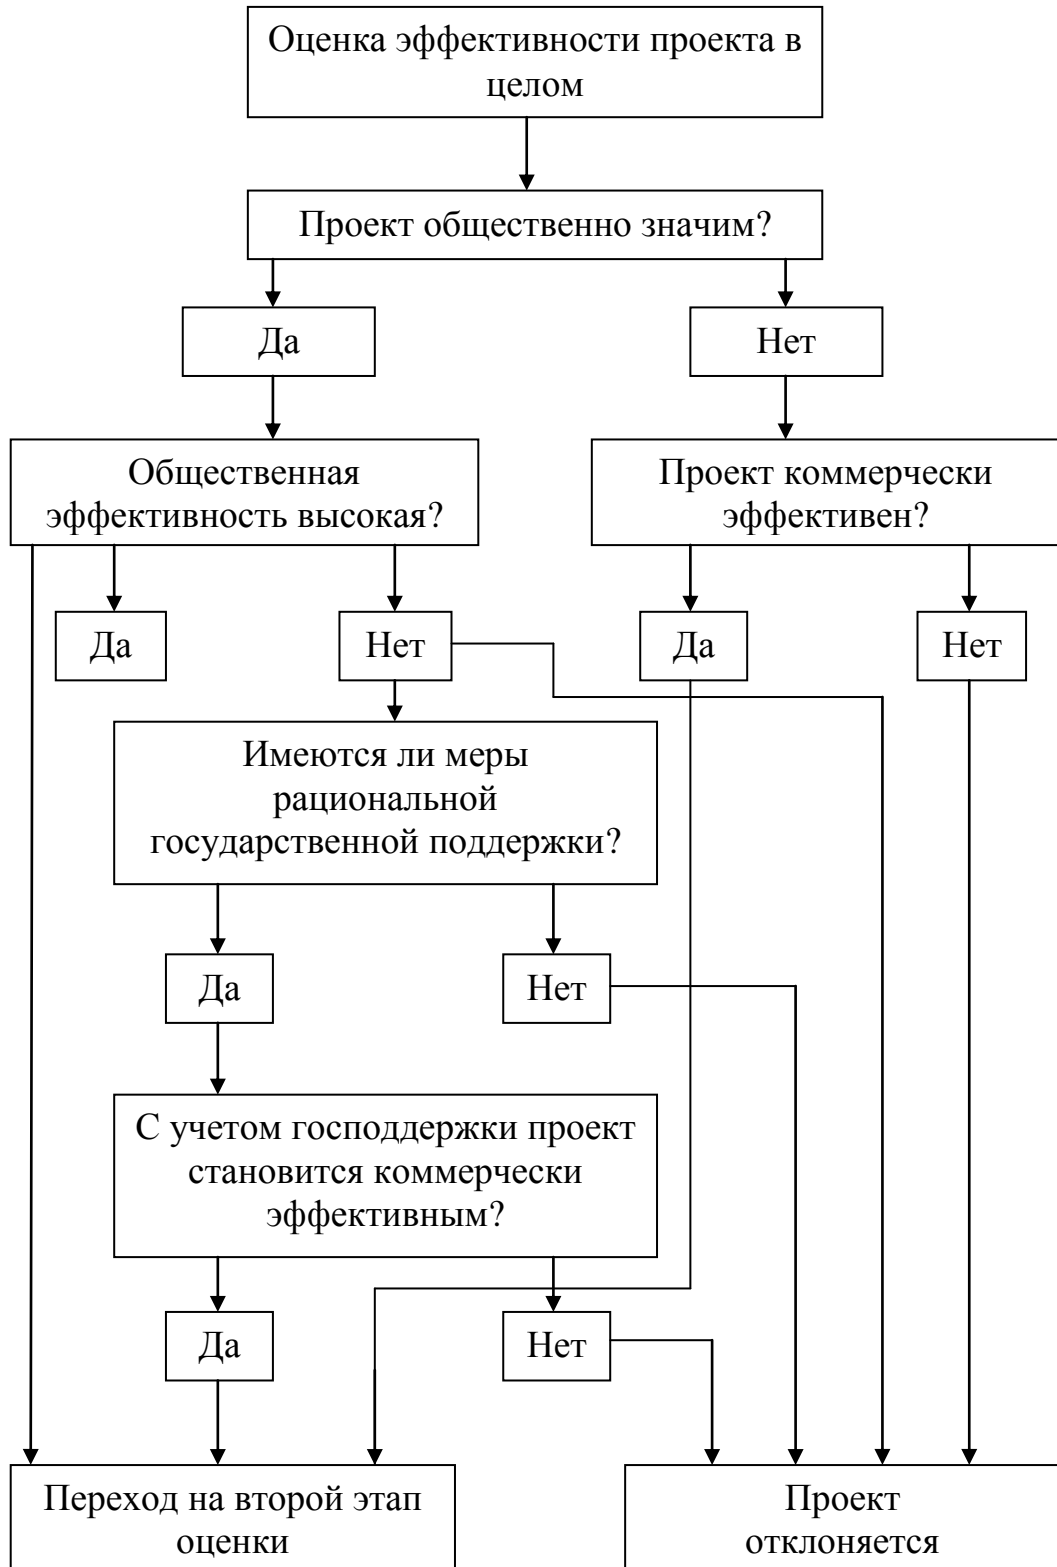 Оценка эффективности проекта в
целом
Проект общественно значим?
Да
Нет
Общественная
эффективность высокая?
Проект коммерчески
эффективен?
Да
Нет
Да
Нет
Имеются ли меры
рациональной
государственной поддержки?
Да
Нет
С учетом господдержки проект
становится коммерчески
эффективным?
Да
Нет
Переход на второй этап
оценки
Проект
отклоняется